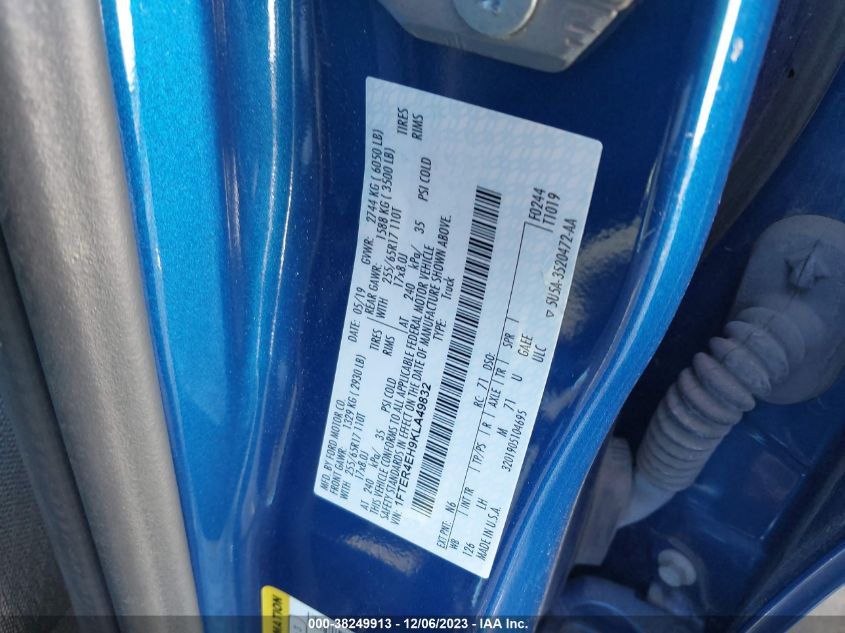 MFD. BY FORD MOTOR CO.
DATE: 05/19 GVWR: 2744 KG ( 6050 LB)
FRONT GAWR: 1329 KG ( 2930 LB) REAR GAWR: 1588 KG ( 3500 LB)
WITH 255/65R17 110T TIRES WITH 255/65R17 110T TIRES
17x8.0J RIMS 17x8.0J RIMS
AT 240 kPa/ 35 PSI COLD AT 240 kPa/ 35 PSI COLD
THIS VEHICLE CONFORMS TO ALL APPLICABLE FEDERAL MOTOR VEHICLE
SAFETY STANDARDS IN EFFECT ON THE DATE OF MANUFACTURE SHOWN ABOVE.
VIN: 1FTER4EH9KLA49832 TYPE: Truck
EXT PNT: N6 RC: 71 DSO: F0244
WB INT TR TP/PS R AXLE TR SPR T1019
126 LH M 71 U GAEE
MADE IN U.S.A. 3201905104695 ULC
5U5A-3520472-AA
MATION
000-38249913 - 12/06/2023 - IAA Inc.